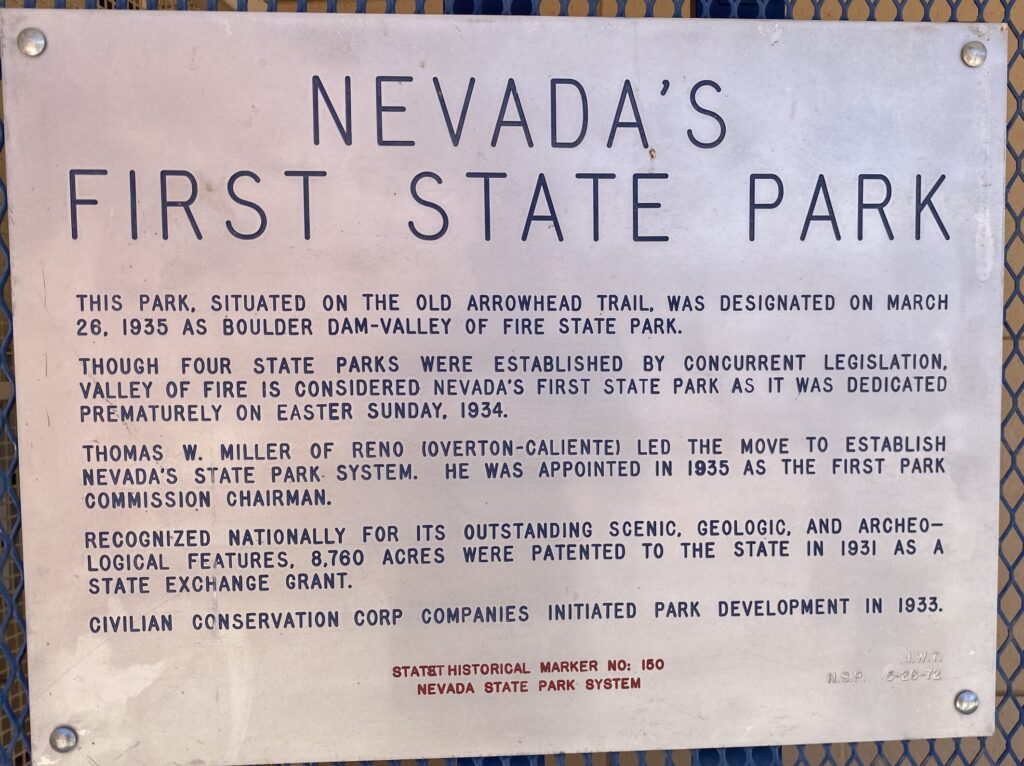 NEVADA'S
FIRST STATE PARK
THIS PARK, SITUATED ON THE OLD ARROWHEAD TRAIL, WAS DESIGNATED ON MARCH
26, 1935 AS BOULDER DAM-VALLEY OF FIRE STATE PARK.
THOUGH FOUR STATE PARKS WERE ESTABLISHED BY CONCURRENT LEGISLATION,
VALLEY OF FIRE IS CONSIDERED NEVADA'S FIRST STATE PARK AS IT WAS DEDICATED
PREMATURELY ON EASTER SUNDAY, 1934.
THOMAS W. MILLER OF RENO (OVERTON-CALIENTE) LED THE MOVE TO ESTABLISH
NEVADA'S STATE PARK SYSTEM. HE WAS APPOINTED IN 1935 AS THE FIRST PARK
COMMISSION CHAIRMAN.
RECOGNIZED NATIONALLY FOR ITS OUTSTANDING SCENIC, GEOLOGIC, AND ARCHEO-
LOGICAL FEATURES, 8,760 ACRES WERE PATENTED TO THE STATE IN 1931 AS A
STATE EXCHANGE GRANT.
CIVILIAN CONSERVATION CORP COMPANIES INITIATED PARK DEVELOPMENT IN 1933.
HISTORICAL MARKER NO: 150
NEVADA STATE PARK SYSTEM
J.W.T.
N.S.P. 5-26-72